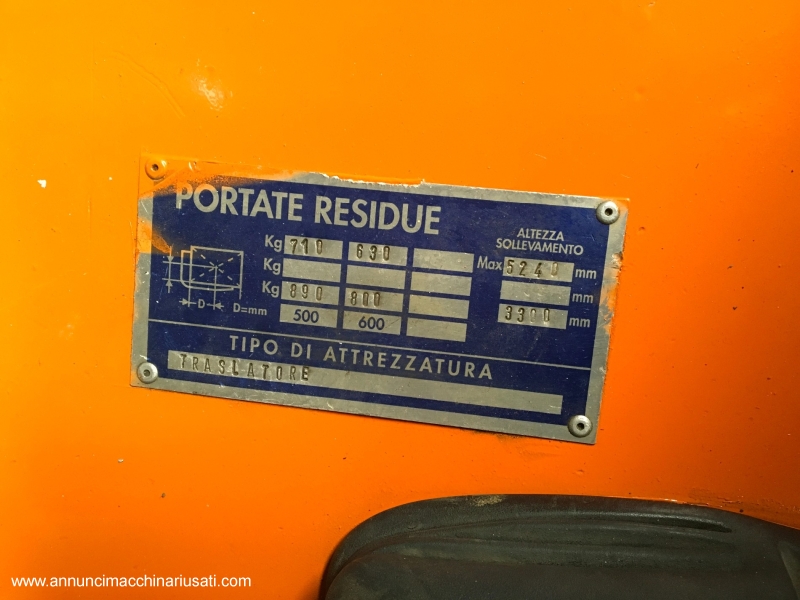 PORTATE RESIDUE
ALTEZZA
SOLLEVAMENTO
Kg 710 630 Max 5240 mm
Kg mm
Kg 890 800 3300 mm
D D=mm 500 600
TIPO DI ATTREZZATURA
TRASLATORE
www.annuncimacchinariusati.com